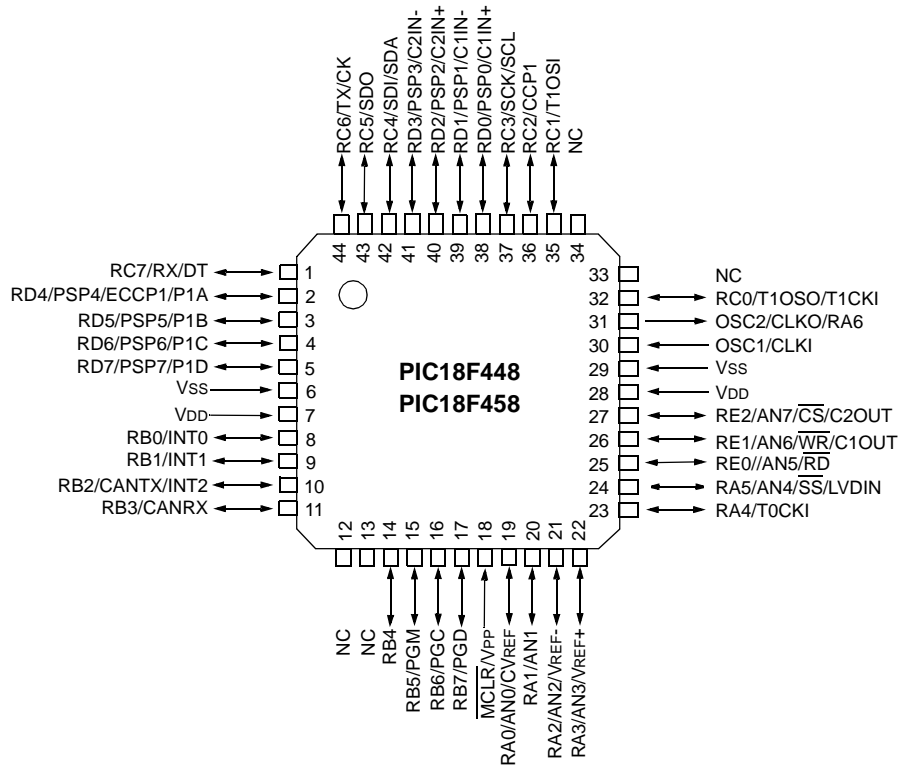 RC6/TX/CK
RC5/SDO
RC4/SDI/SDA
RD3/PSP3/C2IN-
RD2/PSP2/C2IN+
RD1/PSP1/C1IN-
RD0/PSP0/C1IN+
RC3/SCK/SCL
RC2/CCP1
RC1/T1OSI
NC
44
43
42
41
40
39
38
37
36
35
34
RC7/RX/DT
1
RD4/PSP4/ECCP1/P1A
2
RD5/PSP5/P1B
3
RD6/PSP6/P1C
4
RD7/PSP7/P1D
5
VSS
6
VDD
7
RB0/INT0
8
RB1/INT1
9
RB2/CANTX/INT2
10
RB3/CANRX
11
PIC18F448
PIC18F458
33
NC
32
RC0/T1OSO/T1CKI
31
OSC2/CLKO/RA6
30
OSC1/CLKI
29
VSS
28
VDD
27
RE2/AN7/CS/C2OUT
26
RE1/AN6/WR/C1OUT
25
RE0//AN5/RD
24
RA5/AN4/SS/LVDIN
23
RA4/T0CKI
12
13
14
15
16
17
18
19
20
21
22
NC
NC
RB4
RB5/PGM
RB6/PGC
RB7/PGD
MCLR/VPP
RA0/AN0/CVREF
RA1/AN1
RA2/AN2/VREF-
RA3/AN3/VREF+